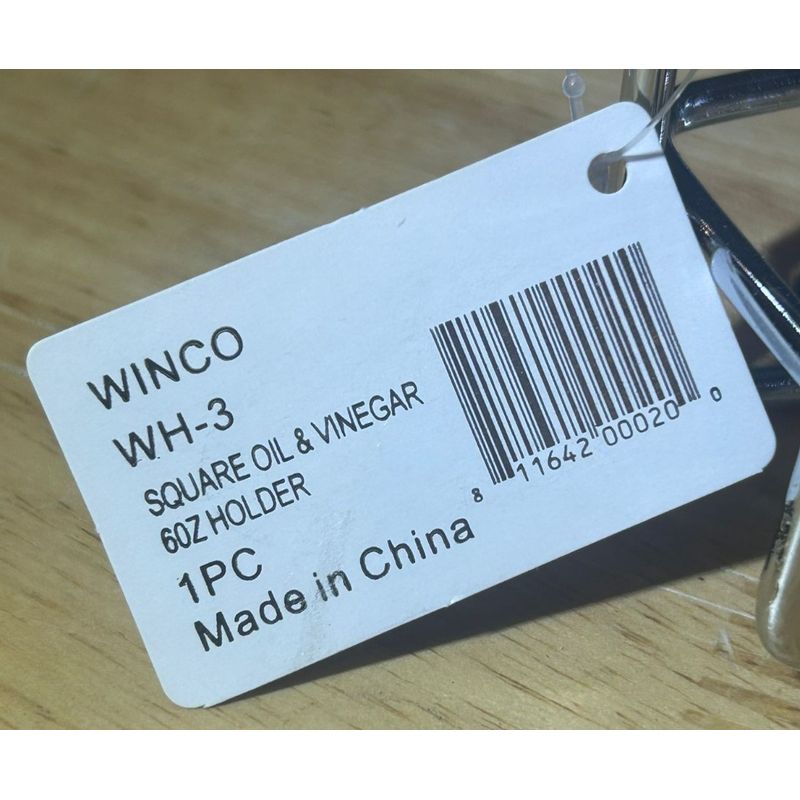 WINCO
WH-3
SQUARE OIL & VINEGAR
6OZ HOLDER
1PC
Made in China
8 11642 00020 0